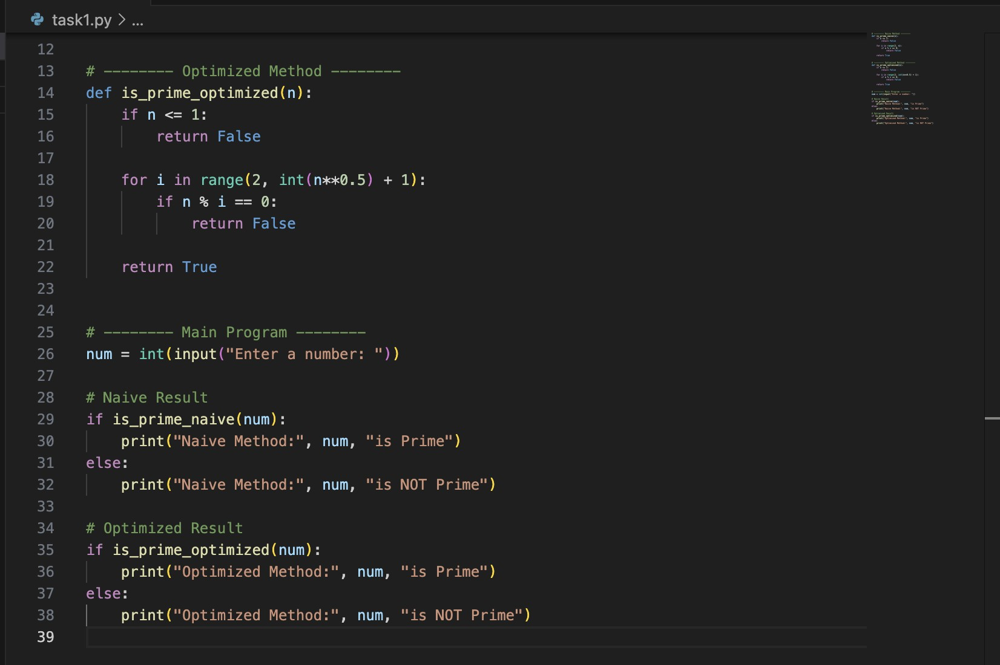 task1.py > ...
12
13 # -------- Optimized Method --------
14 def is_prime_optimized(n):
15     if n <= 1:
16         return False
17
18     for i in range(2, int(n**0.5) + 1):
19         if n % i == 0:
20             return False
21
22     return True
23
24
25 # -------- Main Program --------
26 num = int(input("Enter a number: "))
27
28 # Naive Result
29 if is_prime_naive(num):
30     print("Naive Method:", num, "is Prime")
31 else:
32     print("Naive Method:", num, "is NOT Prime")
33
34 # Optimized Result
35 if is_prime_optimized(num):
36     print("Optimized Method:", num, "is Prime")
37 else:
38     print("Optimized Method:", num, "is NOT Prime")
39